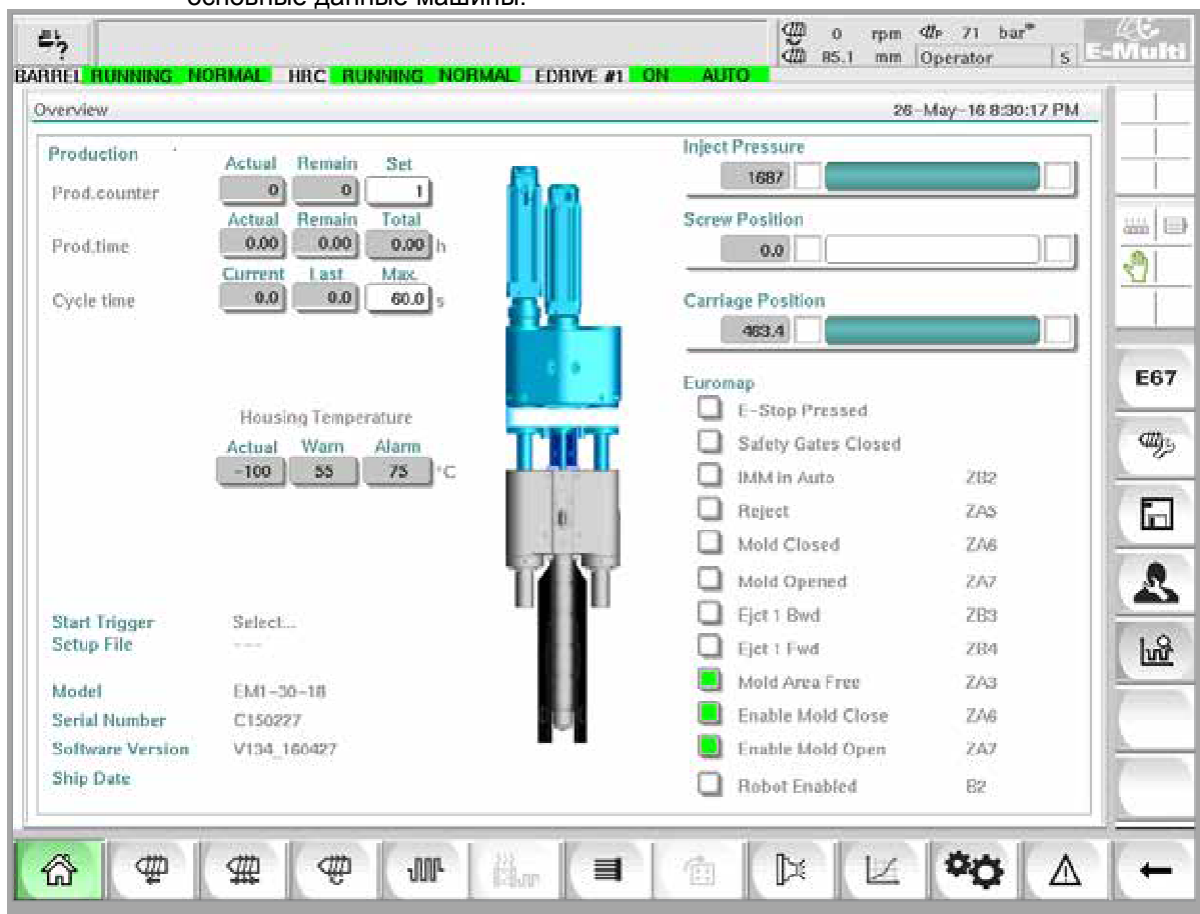 основные данные машины.
0 rpm 71 bar
85.1 mm Operator 5
E-Multi
BARREL RUNNING NORMAL HRC RUNNING NORMAL EDRIVE #1 ON AUTO
Overview 26-May-16 8:30:17 PM
Production
Actual Remain Set
Prod.counter 0 0 1
Actual Remain Total
Prod.time 0.00 0.00 0.00 h
Current Last Max.
Cycle time 0.0 0.0 60.0 s
Housing Temperature
Actual Warn Alarm
-100 55 75 °C
Start Trigger Select...
Setup File ---
Model EM1-30-18
Serial Number C150227
Software Version V134_160427
Ship Date
Inject Pressure
1687
Screw Position
0.0
Carriage Position
463.4
Euromap
E-Stop Pressed
Safety Gates Closed
IMM in Auto ZB2
Reject ZA5
Mold Closed ZA6
Mold Opened ZA7
Ejct 1 Bwd ZB3
Ejct 1 Fwd ZB4
Mold Area Free ZA3
Enable Mold Close ZA6
Enable Mold Open ZA7
Robot Enabled B2
E67